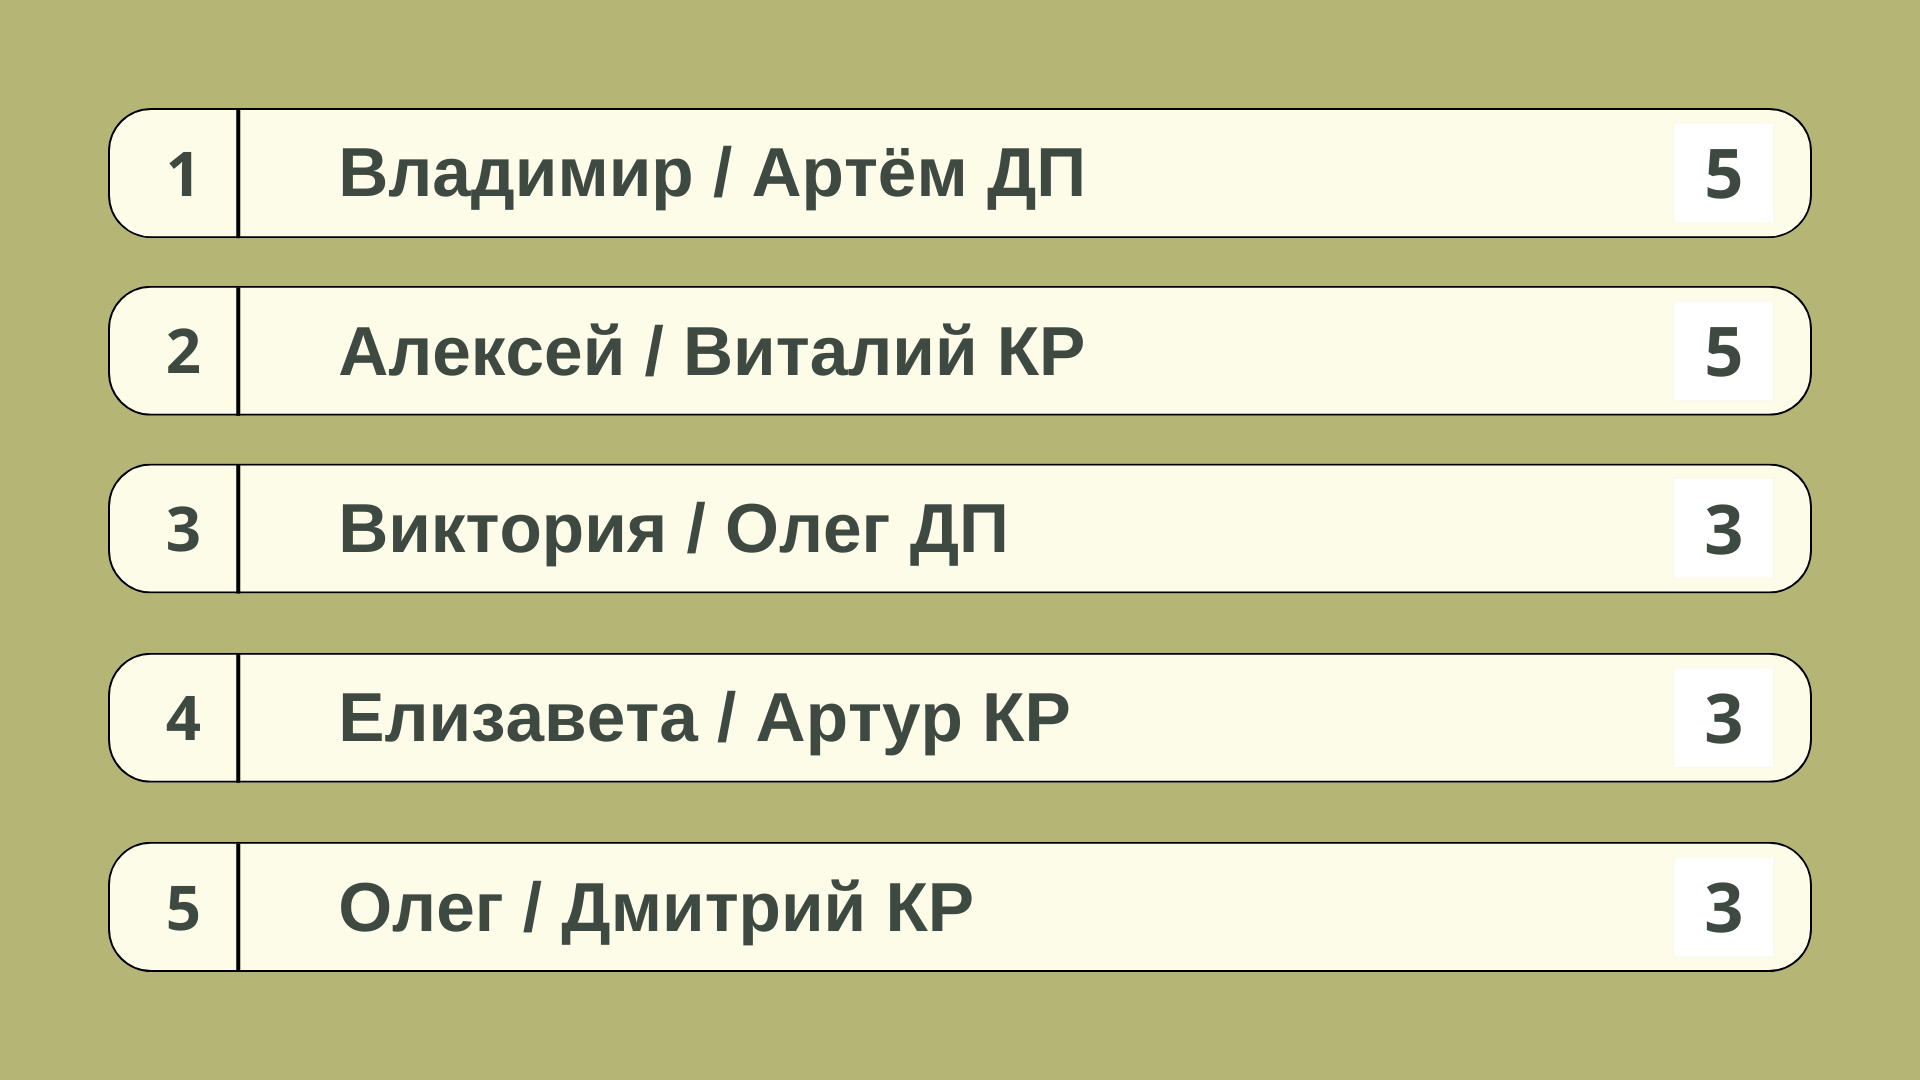 1 Владимир / Артём ДП 5
2 Алексей / Виталий КР 5
3 Виктория / Олег ДП 3
4 Елизавета / Артур КР 3
5 Олег / Дмитрий КР 3